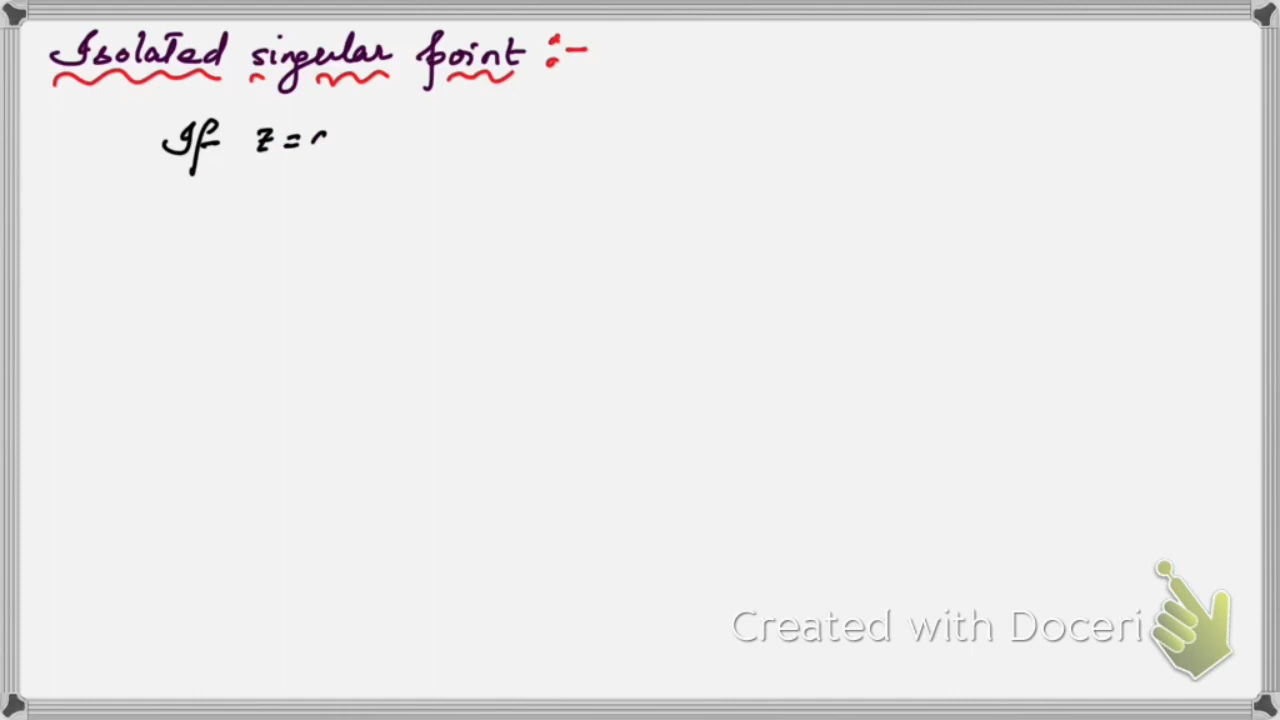 Isolated singular point :-
If z =
Created with Doceri